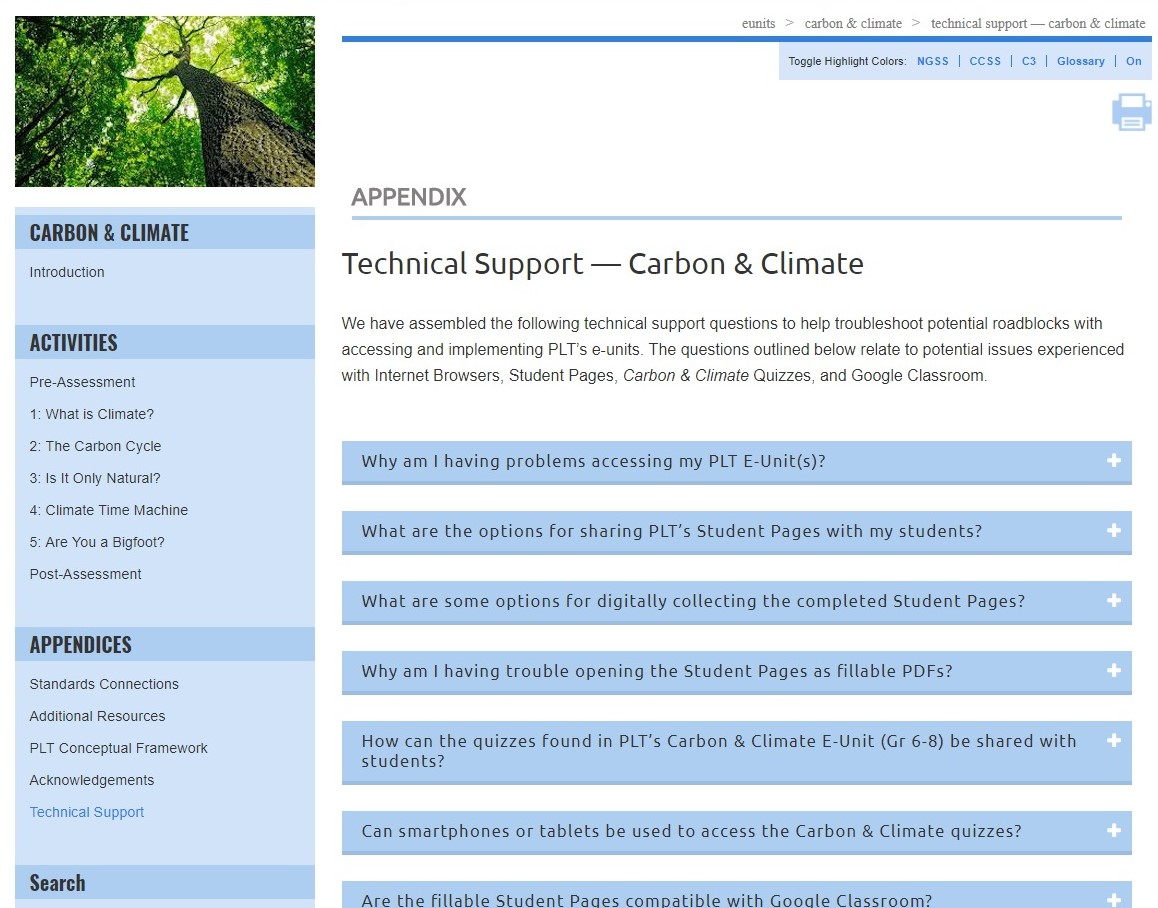 eunits > carbon & climate > technical support — carbon & climate
Toggle Highlight Colors: NGSS | CCSS | C3 | Glossary | On
CARBON & CLIMATE
Introduction
ACTIVITIES
Pre-Assessment
1: What is Climate?
2: The Carbon Cycle
3: Is It Only Natural?
4: Climate Time Machine
5: Are You a Bigfoot?
Post-Assessment
APPENDICES
Standards Connections
Additional Resources
PLT Conceptual Framework
Acknowledgements
Technical Support
Search
APPENDIX
Technical Support — Carbon & Climate
We have assembled the following technical support questions to help troubleshoot potential roadblocks with
accessing and implementing PLT’s e-units. The questions outlined below relate to potential issues experienced
with Internet Browsers, Student Pages, Carbon & Climate Quizzes, and Google Classroom.
Why am I having problems accessing my PLT E-Unit(s)?
What are the options for sharing PLT’s Student Pages with my students?
What are some options for digitally collecting the completed Student Pages?
Why am I having trouble opening the Student Pages as fillable PDFs?
How can the quizzes found in PLT’s Carbon & Climate E-Unit (Gr 6-8) be shared with
students?
Can smartphones or tablets be used to access the Carbon & Climate quizzes?
Are the fillable Student Pages compatible with Google Classroom?